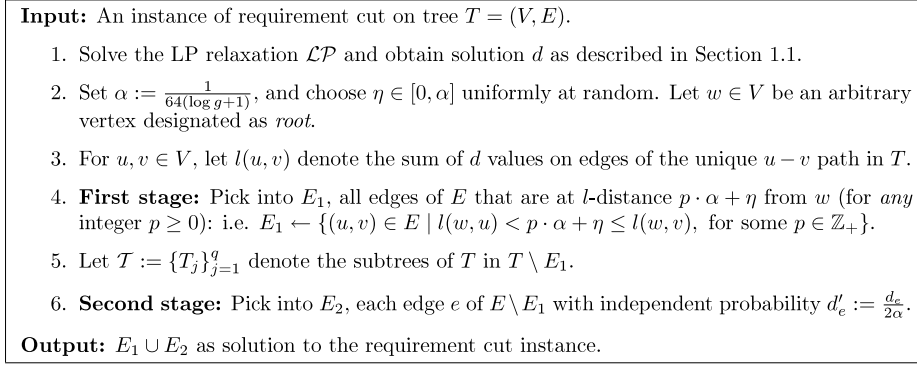 Input: An instance of requirement cut on tree T = (V, E).
1. Solve the LP relaxation 𝓛𝓟 and obtain solution d as described in Section 1.1.
2. Set α := 1/(64(log g+1)), and choose η ∈ [0, α] uniformly at random. Let w ∈ V be an arbitrary
vertex designated as root.
3. For u, v ∈ V, let l(u, v) denote the sum of d values on edges of the unique u − v path in T.
4. First stage: Pick into E₁, all edges of E that are at l-distance p · α + η from w (for any
integer p ≥ 0): i.e. E₁ ← {(u, v) ∈ E | l(w, u) < p · α + η ≤ l(w, v), for some p ∈ ℤ₊}.
5. Let 𝒯 := {Tⱼ}ⱼ₌₁^q denote the subtrees of T in T \ E₁.
6. Second stage: Pick into E₂, each edge e of E \ E₁ with independent probability d′ₑ := dₑ/2α.
Output: E₁ ∪ E₂ as solution to the requirement cut instance.